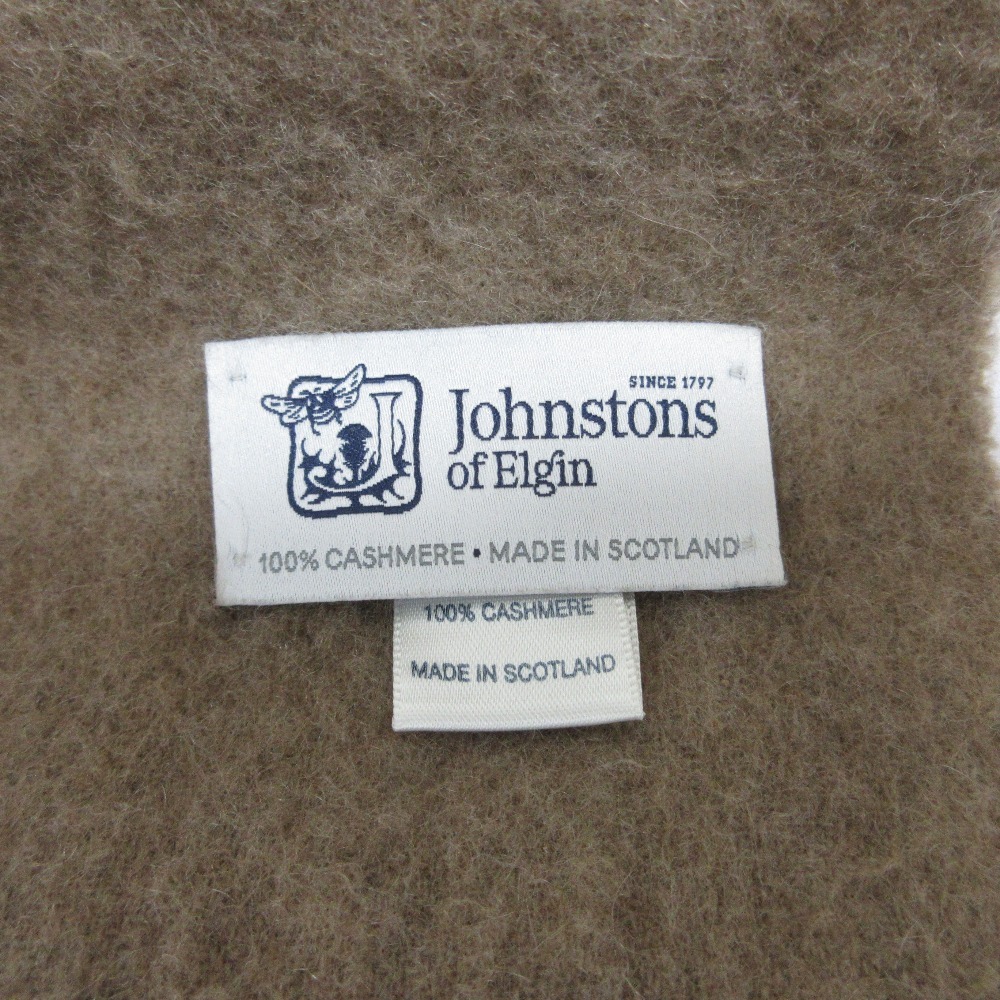 SINCE 1797
Johnstons
of Elgin
100% CASHMERE • MADE IN SCOTLAND
100% CASHMERE
MADE IN SCOTLAND